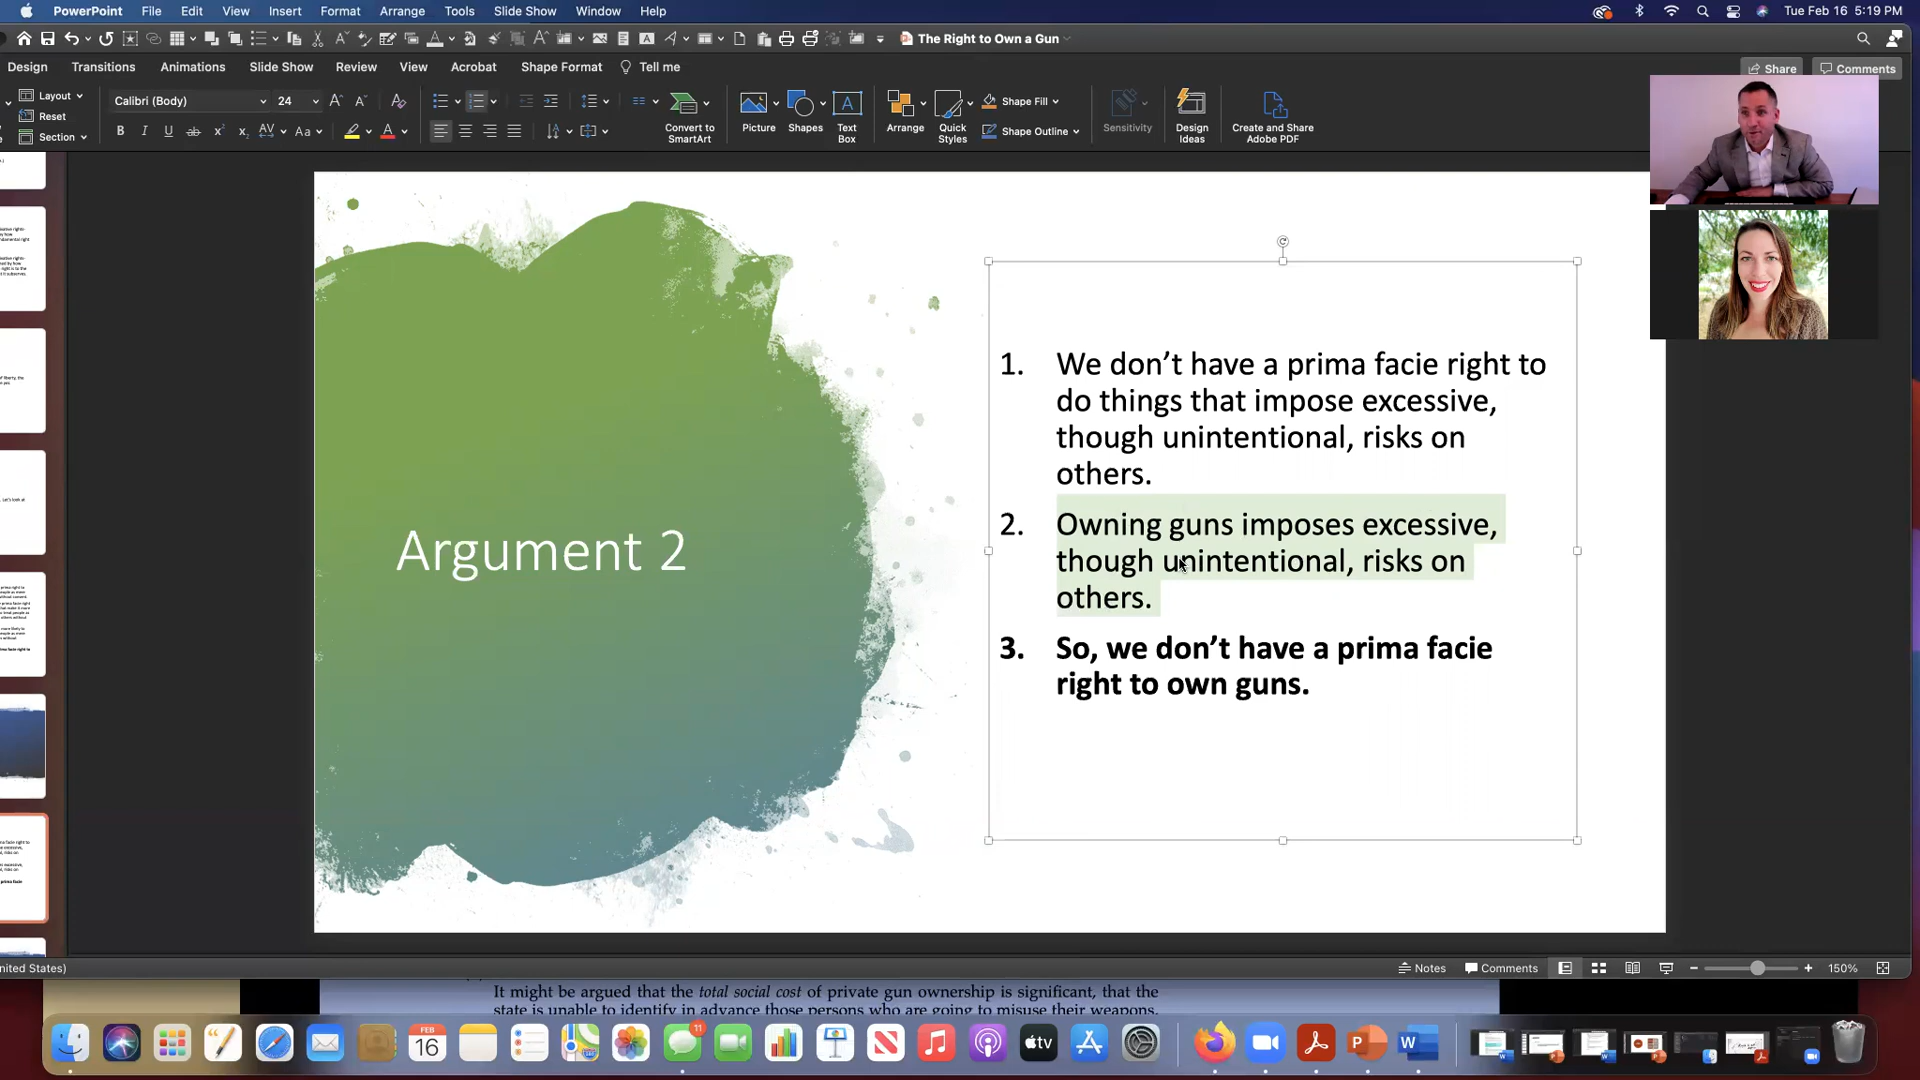 PowerPoint File Edit View Insert Format Arrange Tools Slide Show Window Help Tue Feb 16 5:19 PM
The Right to Own a Gun
Design Transitions Animations Slide Show Review View Acrobat Shape Format Tell me Share Comments
Layout Calibri (Body) 24 Shape Fill
Reset
Section Convert to SmartArt Picture Shapes Text Box Arrange Quick Styles Shape Outline Sensitivity Design Ideas Create and Share Adobe PDF
Argument 2
1. We don't have a prima facie right to
do things that impose excessive,
though unintentional, risks on
others.
2. Owning guns imposes excessive,
though unintentional, risks on
others.
3. So, we don't have a prima facie
right to own guns.
nited States) Notes Comments 150%
It might be argued that the total social cost of private gun ownership is significant, that the
state is unable to identify in advance those persons who are going to misuse their weapons,
FEB
16
11
tv